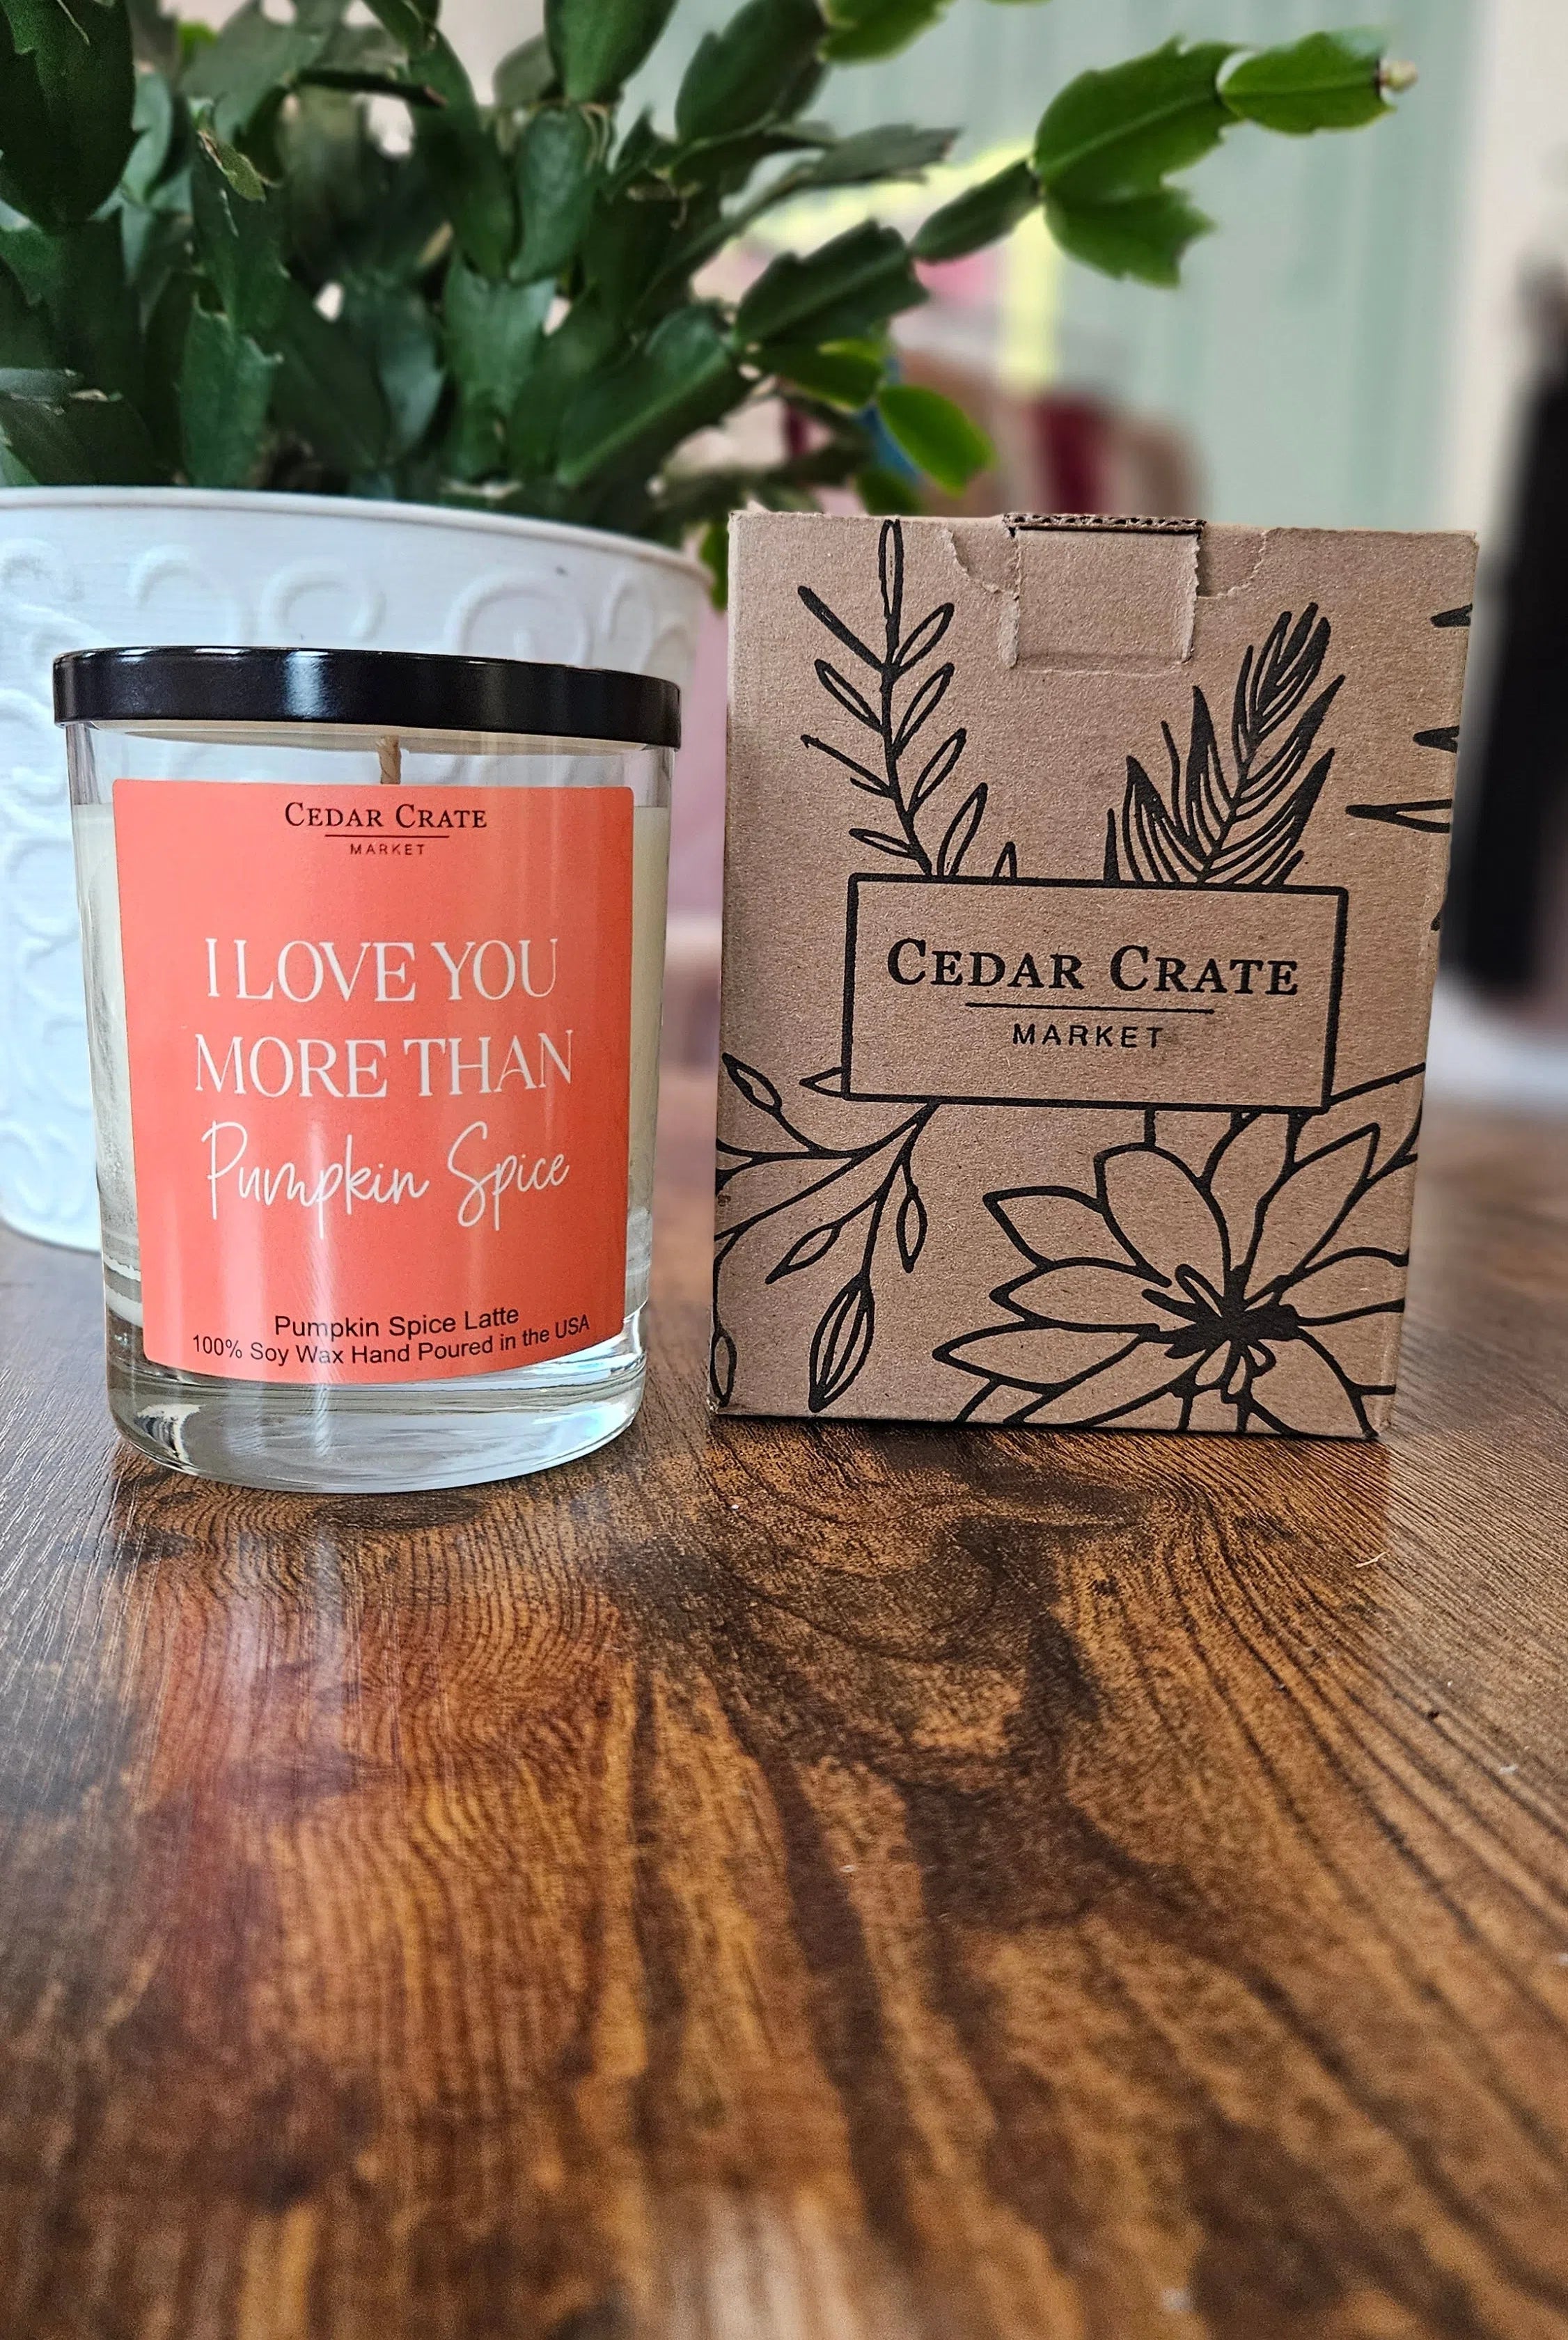 CEDAR CRATE
MARKET
I LOVE YOU
MORE THAN
Pumpkin Spice
Pumpkin Spice Latte
100% Soy Wax Hand Poured in the USA
CEDAR CRATE
MARKET